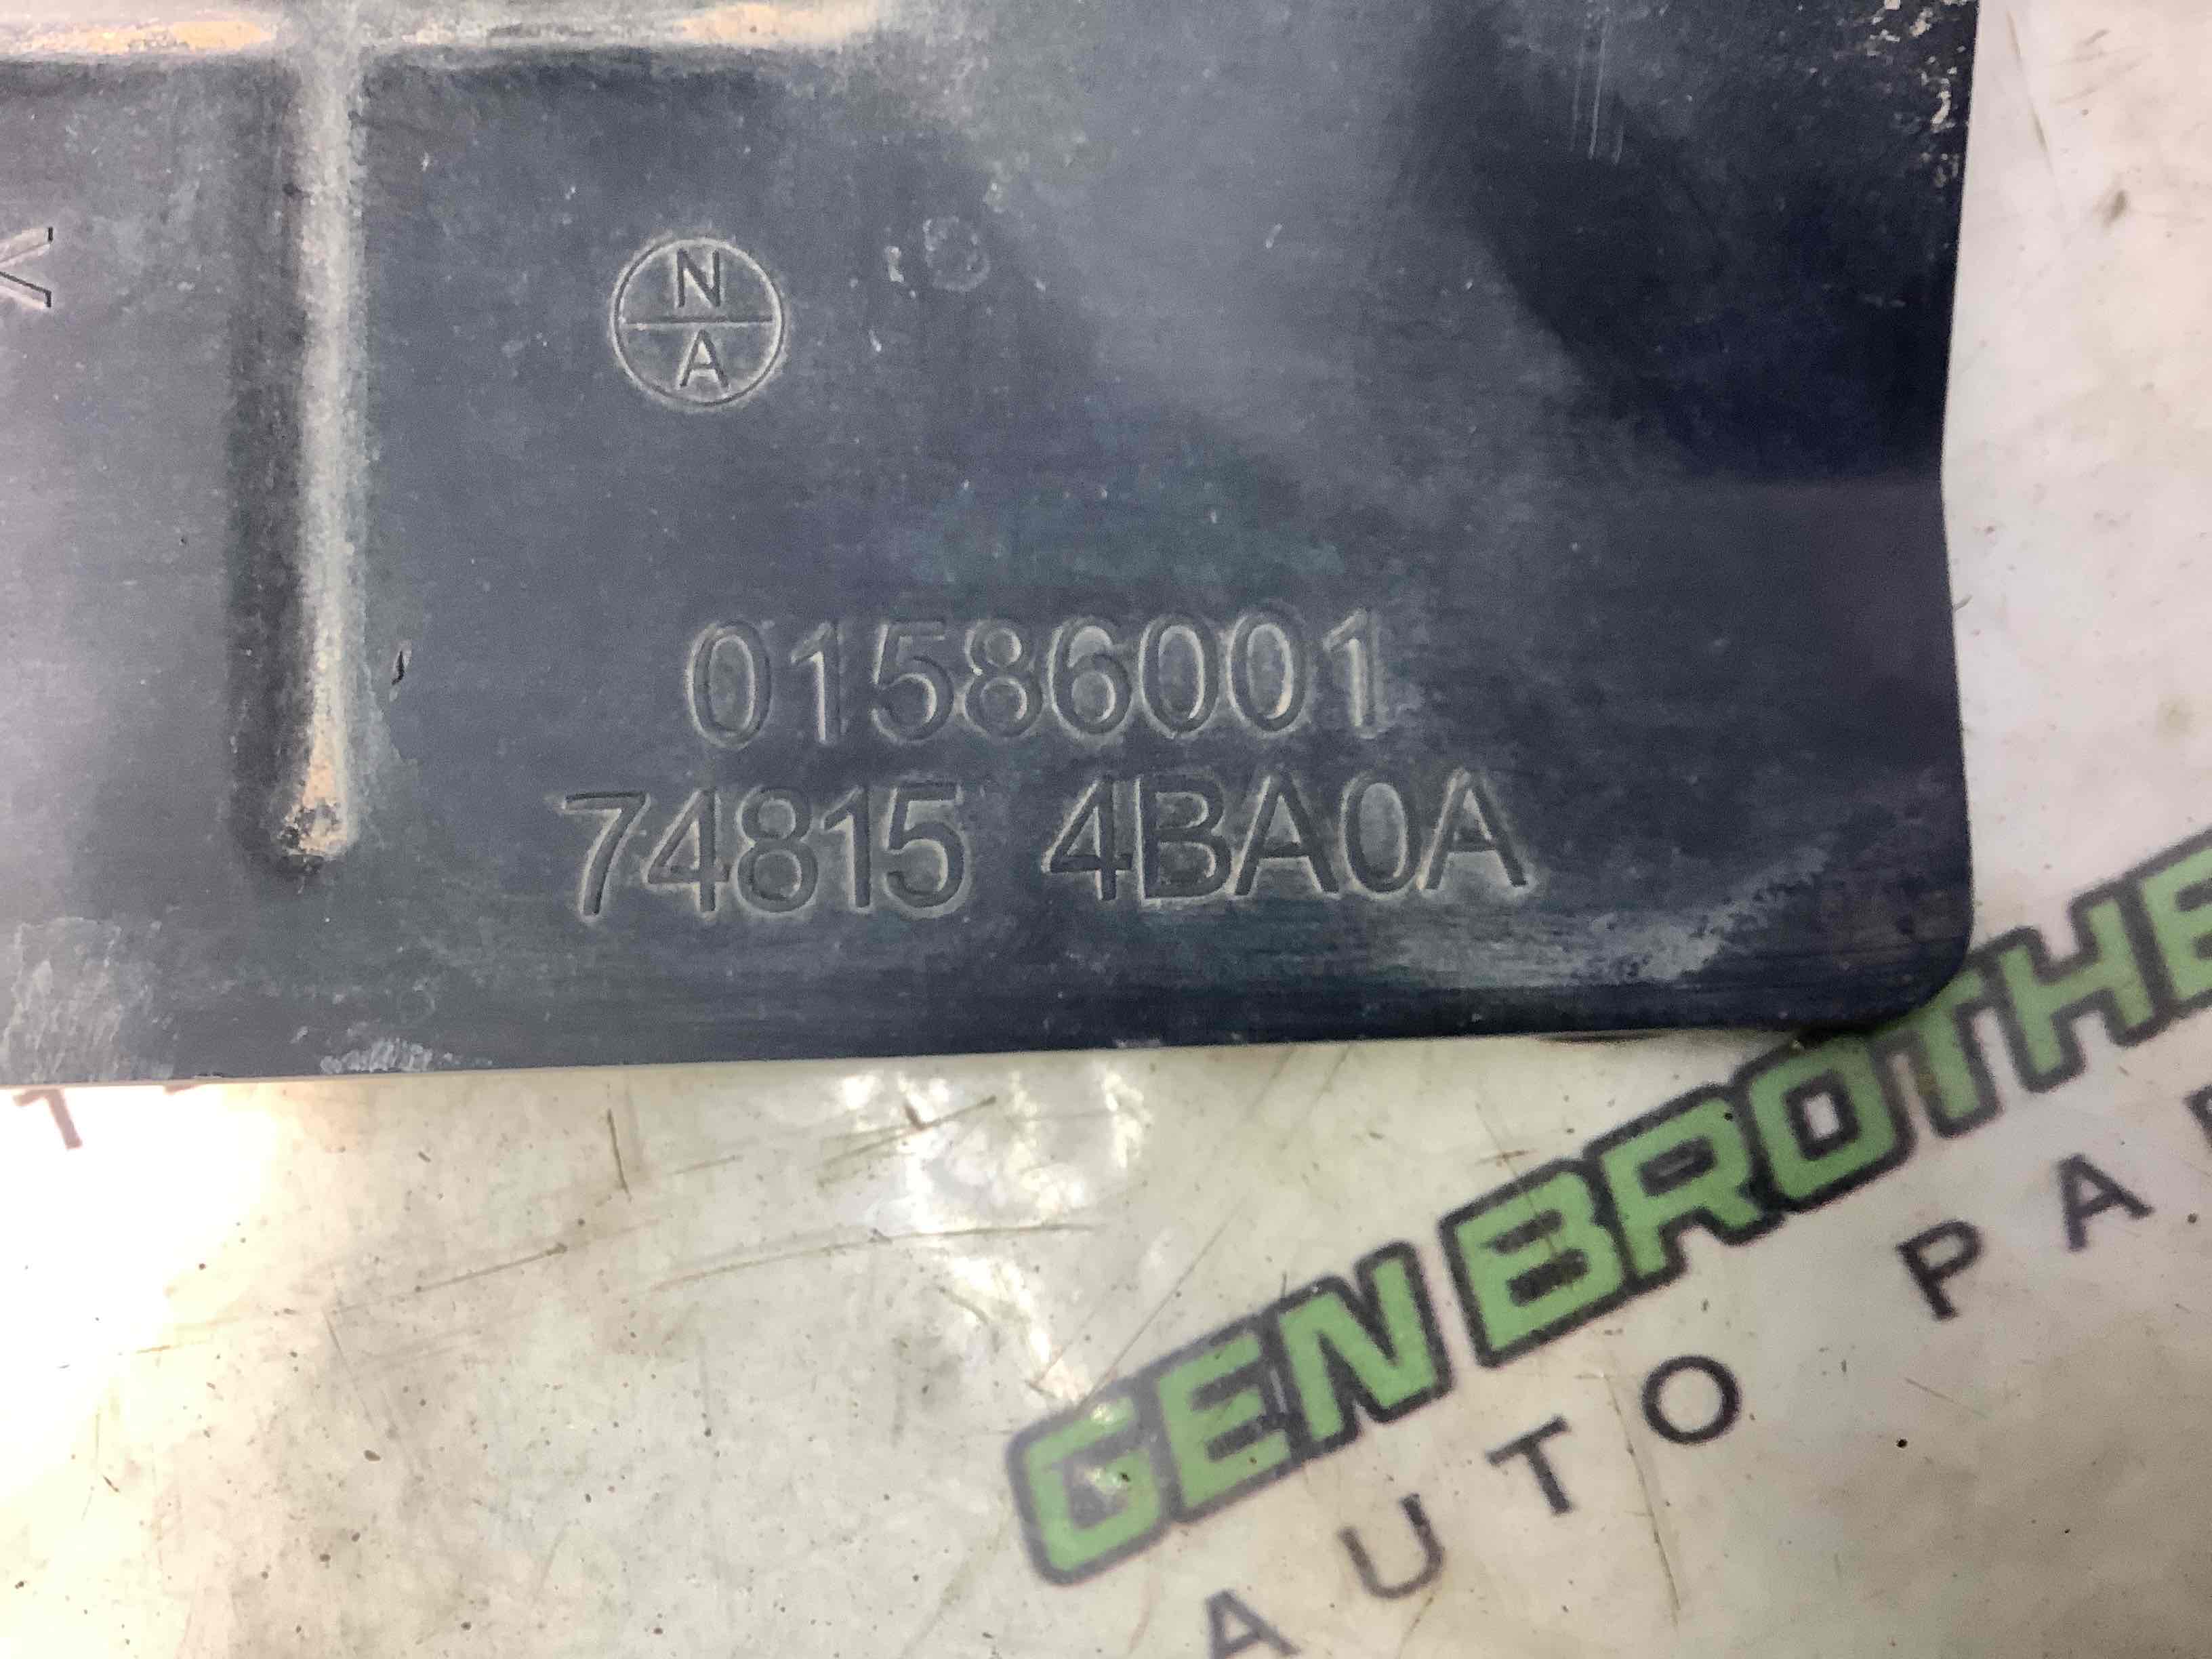 N
A
01586001
74815 4BA0A
GEN BROTHE
AUTO PA